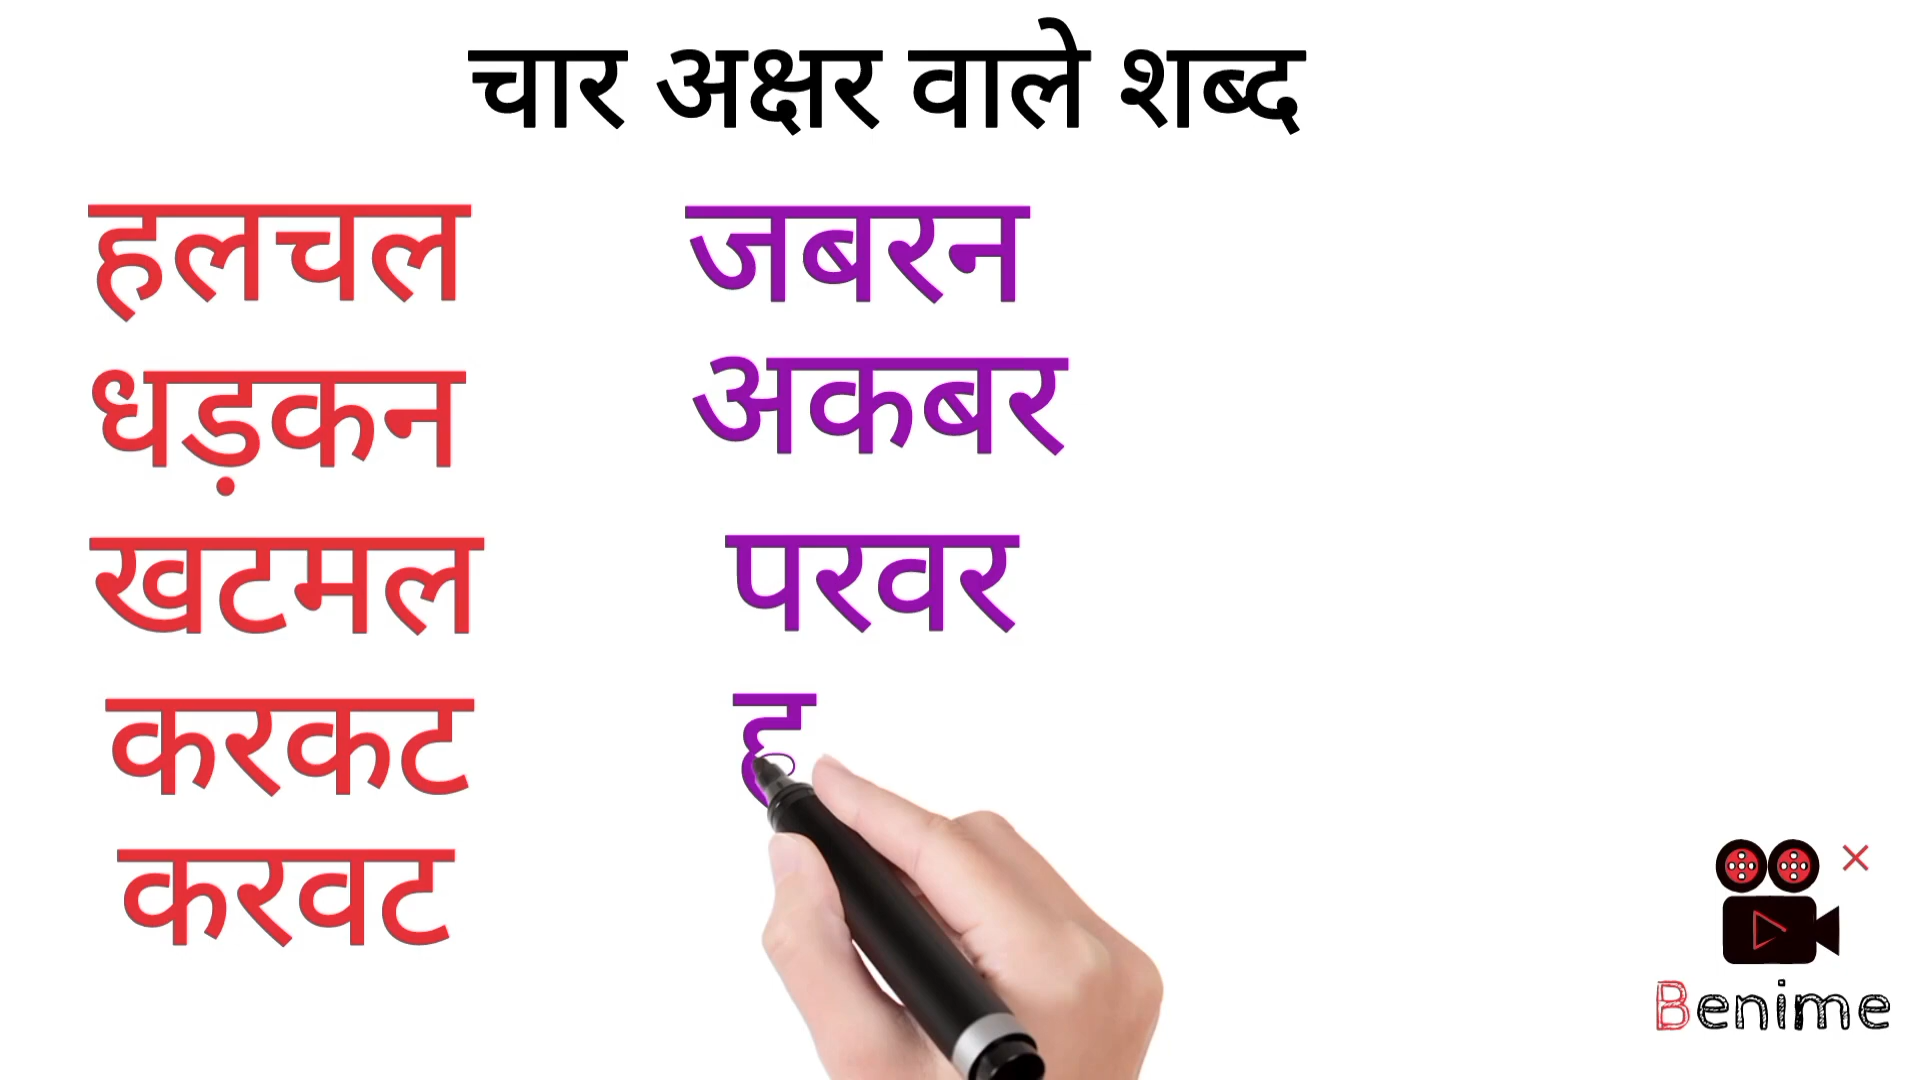 चार अक्षर वाले शब्द
हलचल
धड़कन
खटमल
करकट
करवट
जबरन
अकबर
परवर
ह
Benime